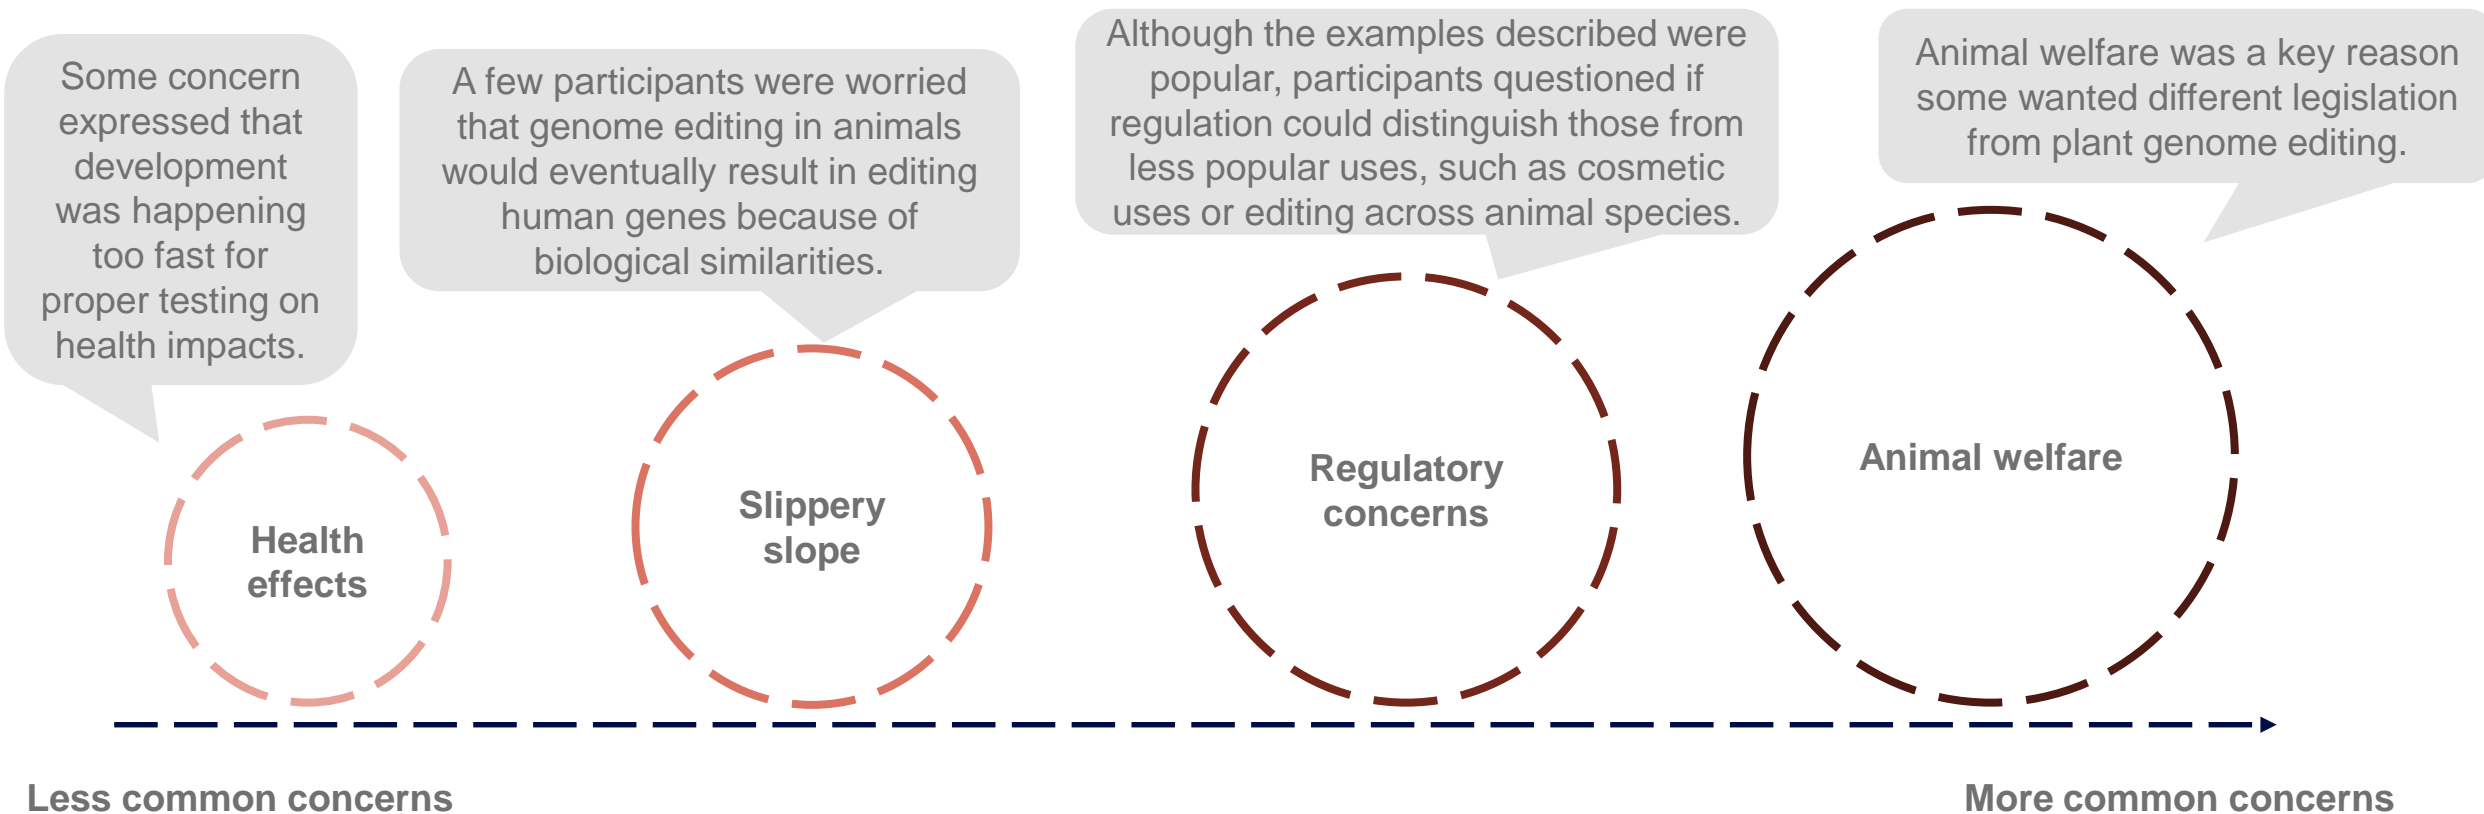 Some concern
expressed that
development
was happening
too fast for
proper testing on
health impacts.
A few participants were worried
that genome editing in animals
would eventually result in editing
human genes because of
biological similarities.
Although the examples described were
popular, participants questioned if
regulation could distinguish those from
less popular uses, such as cosmetic
uses or editing across animal species.
Animal welfare was a key reason
some wanted different legislation
from plant genome editing.
Health
effects
Slippery
slope
Regulatory
concerns
Animal welfare
Less common concerns
More common concerns